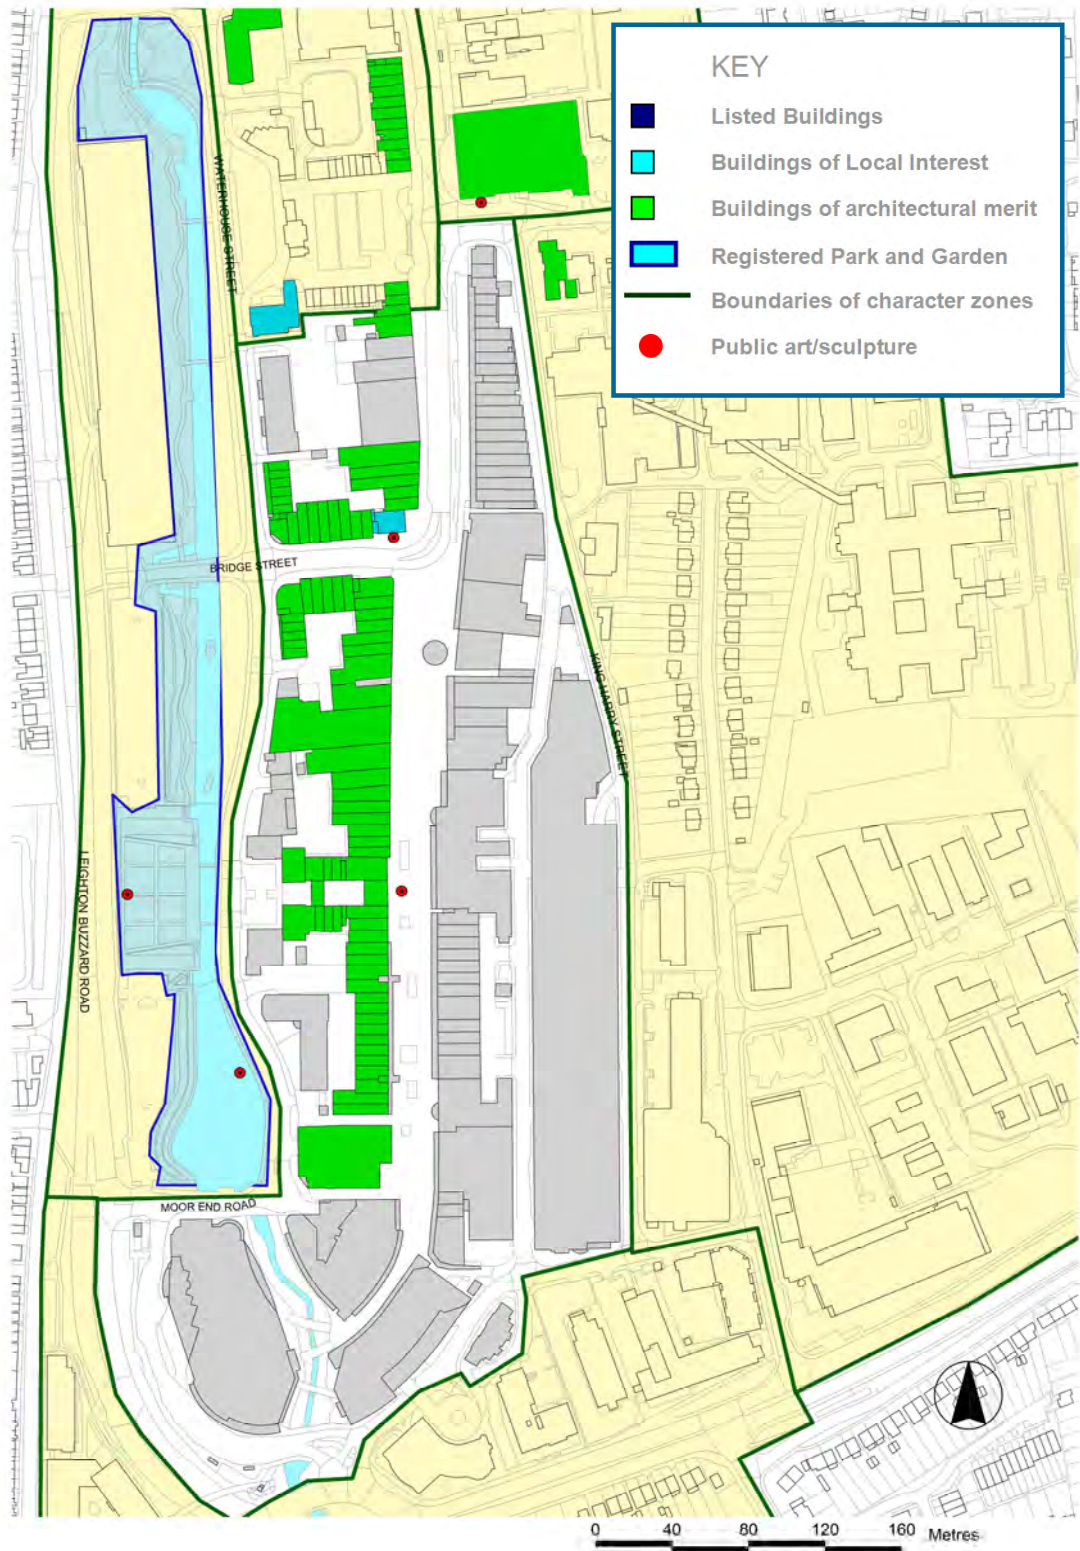 KEY
Listed Buildings
Buildings of Local Interest
Buildings of architectural merit
Registered Park and Garden
Boundaries of character zones
Public art/sculpture
WATERHOUSE STREET
BRIDGE STREET
KING HARRY STREET
LEIGHTON BUZZARD ROAD
MOOR END ROAD
0 40 80 120 160 Metres